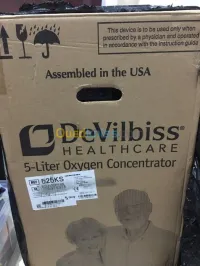 This device is to be used only when
prescribed by a physician and operated
in accordance with the instruction guide.
Assembled in the USA
DeVilbiss®
HEALTHCARE
5-Liter Oxygen Concentrator
REF 525KS